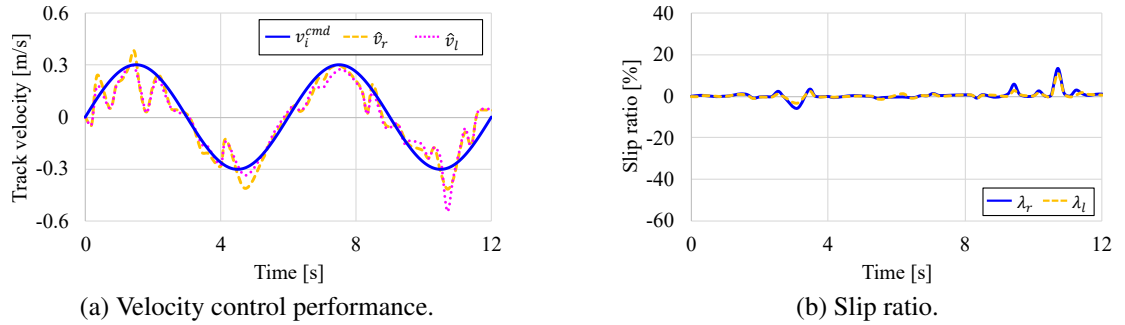 Track velocity [m/s]
0.6
0.3
0
-0.3
-0.6
v_i^{cmd} v̂_r v̂_l
0 4 8 12
Time [s]
(a) Velocity control performance.
Slip ratio [%]
40
20
0
-20
-40
-60
λ_r λ_l
0 4 8 12
Time [s]
(b) Slip ratio.